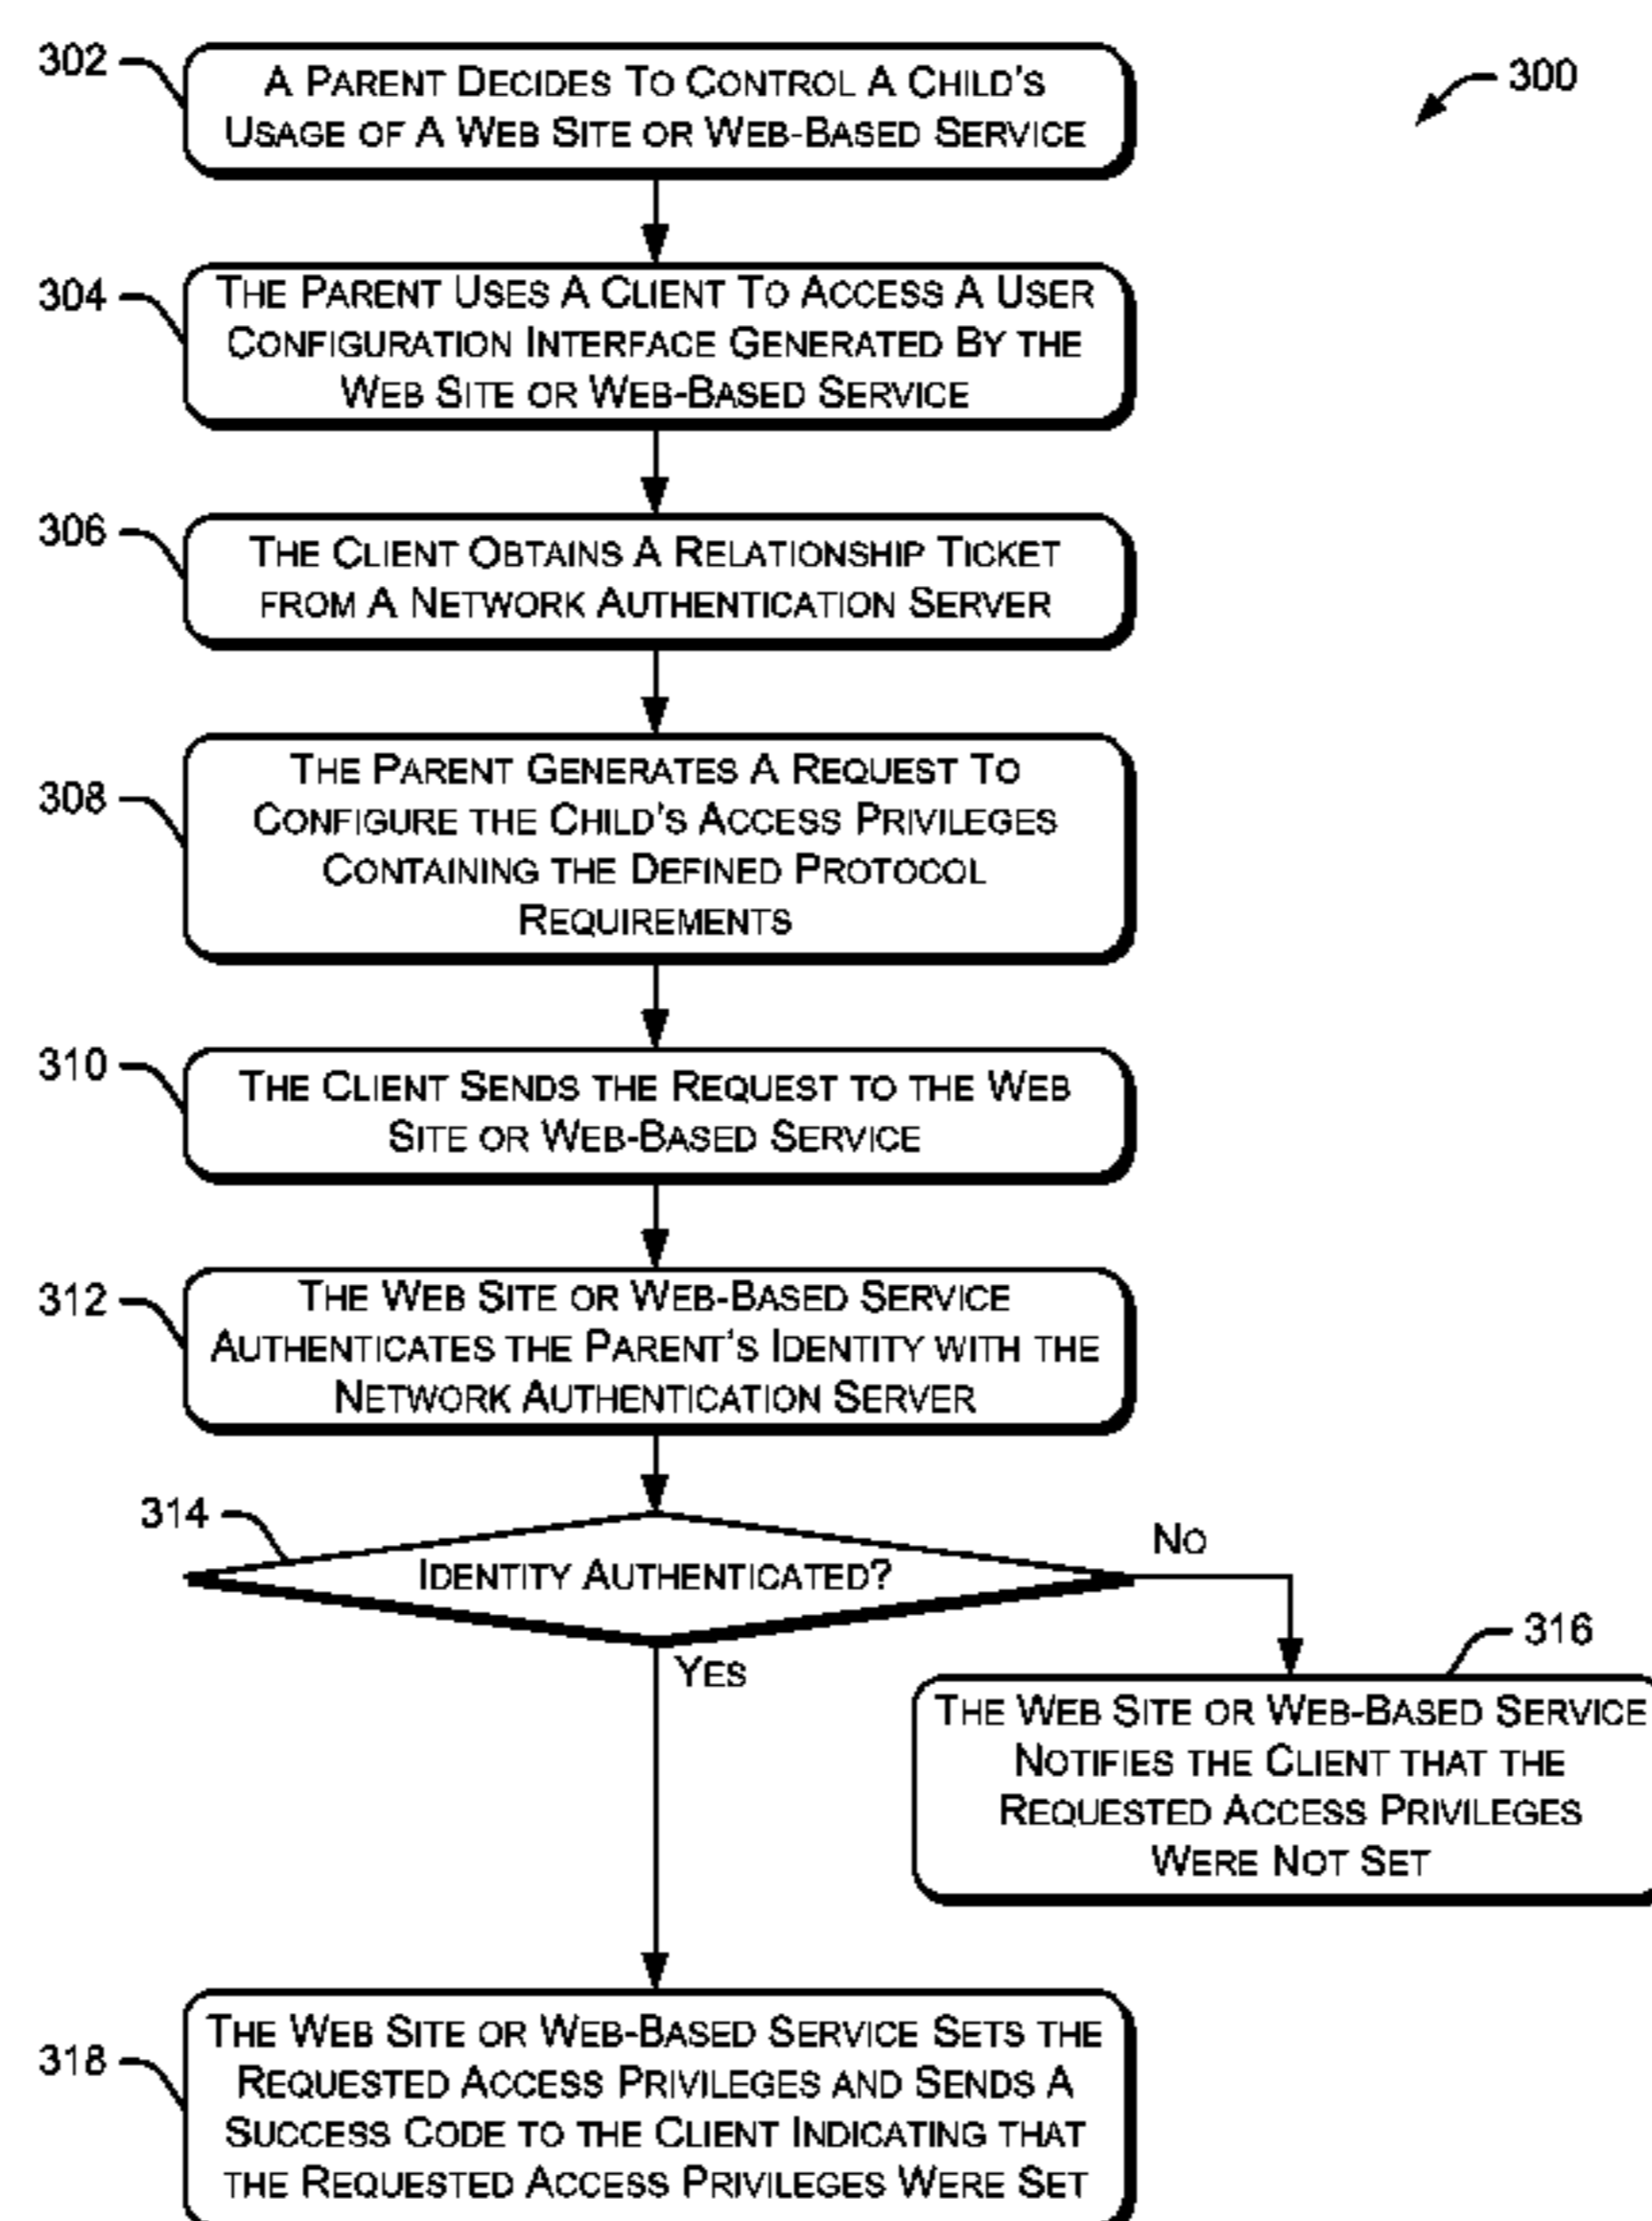 302
A PARENT DECIDES TO CONTROL A CHILD'S
USAGE OF A WEB SITE OR WEB-BASED SERVICE
300
304
THE PARENT USES A CLIENT TO ACCESS A USER
CONFIGURATION INTERFACE GENERATED BY THE
WEB SITE OR WEB-BASED SERVICE
306
THE CLIENT OBTAINS A RELATIONSHIP TICKET
FROM A NETWORK AUTHENTICATION SERVER
308
THE PARENT GENERATES A REQUEST TO
CONFIGURE THE CHILD'S ACCESS PRIVILEGES
CONTAINING THE DEFINED PROTOCOL
REQUIREMENTS
310
THE CLIENT SENDS THE REQUEST TO THE WEB
SITE OR WEB-BASED SERVICE
312
THE WEB SITE OR WEB-BASED SERVICE
AUTHENTICATES THE PARENT'S IDENTITY WITH THE
NETWORK AUTHENTICATION SERVER
314
IDENTITY AUTHENTICATED?
NO
YES
316
THE WEB SITE OR WEB-BASED SERVICE
NOTIFIES THE CLIENT THAT THE
REQUESTED ACCESS PRIVILEGES
WERE NOT SET
318
THE WEB SITE OR WEB-BASED SERVICE SETS THE
REQUESTED ACCESS PRIVILEGES AND SENDS A
SUCCESS CODE TO THE CLIENT INDICATING THAT
THE REQUESTED ACCESS PRIVILEGES WERE SET